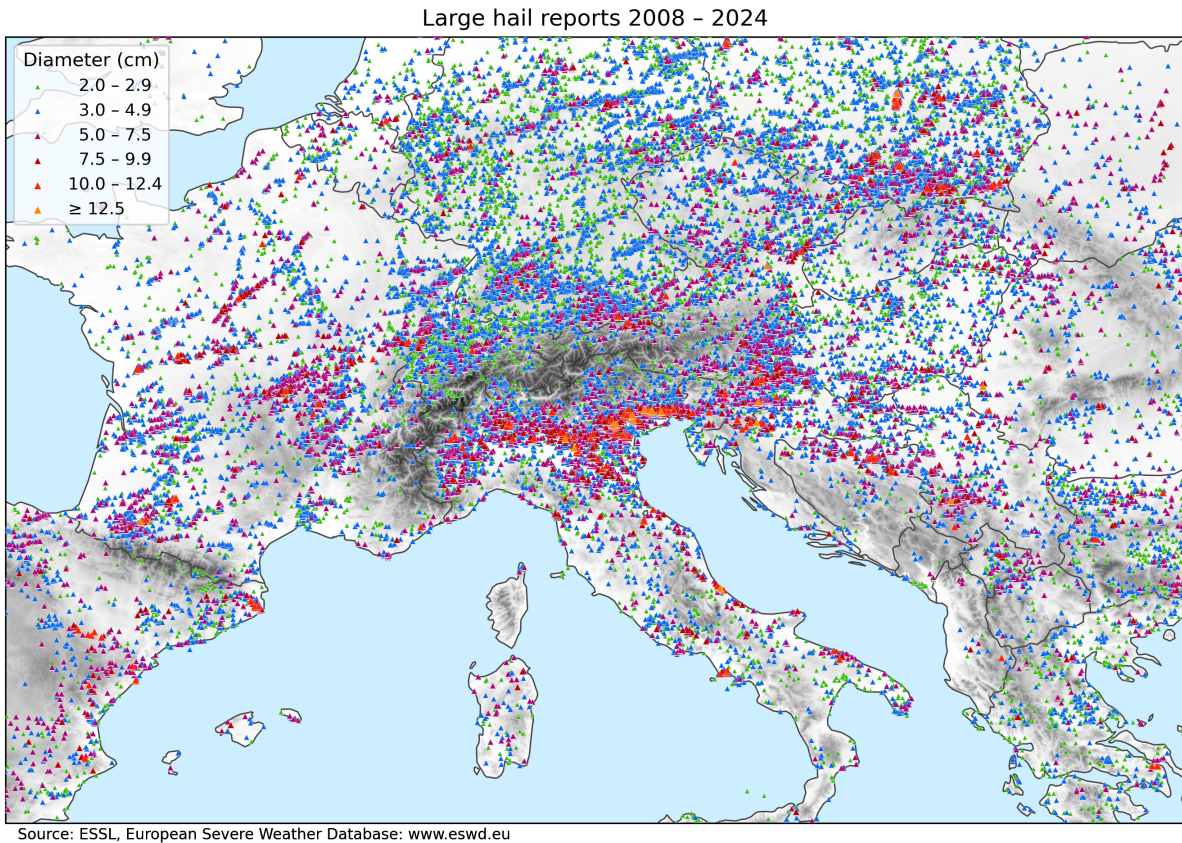 Large hail reports 2008 – 2024
Diameter (cm)
2.0 – 2.9
3.0 – 4.9
5.0 – 7.5
7.5 – 9.9
10.0 – 12.4
≥ 12.5
Source: ESSL, European Severe Weather Database: www.eswd.eu